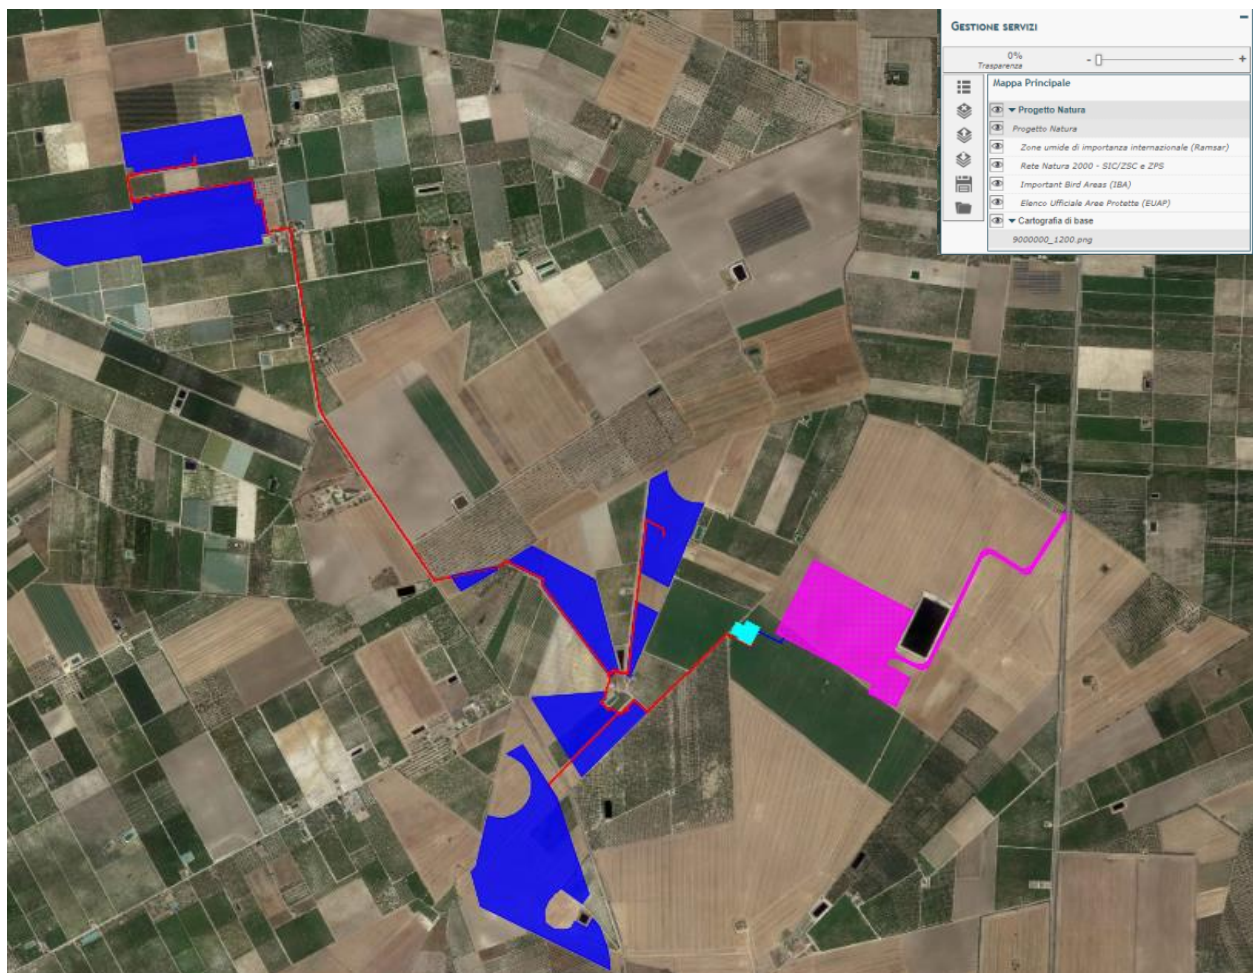 GESTIONE SERVIZI
0%
Trasparenza
- +
Mappa Principale
Progetto Natura
Progetto Natura
Zone umide di importanza internazionale (Ramsar)
Rete Natura 2000 - SIC/ZSC e ZPS
Important Bird Areas (IBA)
Elenco Ufficiale Aree Protette (EUAP)
Cartografia di base
9000000_1200.png